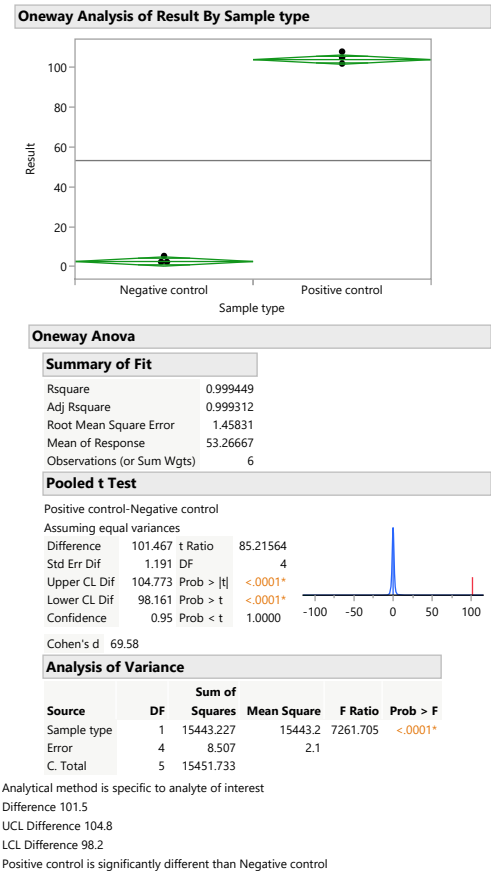 Oneway Analysis of Result By Sample type
100
80
60
40
20
0
Result
Negative control Positive control
Sample type
Oneway Anova
Summary of Fit
Rsquare 0.999449
Adj Rsquare 0.999312
Root Mean Square Error 1.45831
Mean of Response 53.26667
Observations (or Sum Wgts) 6
Pooled t Test
Positive control-Negative control
Assuming equal variances
Difference 101.467 t Ratio 85.21564
Std Err Dif 1.191 DF 4
Upper CL Dif 104.773 Prob > |t| <.0001*
Lower CL Dif 98.161 Prob > t <.0001*
Confidence 0.95 Prob < t 1.0000
-100 -50 0 50 100
Cohen's d 69.58
Analysis of Variance
Source DF Sum of Squares Mean Square F Ratio Prob > F
Sample type 1 15443.227 15443.2 7261.705 <.0001*
Error 4 8.507 2.1
C. Total 5 15451.733
Analytical method is specific to analyte of interest
Difference 101.5
UCL Difference 104.8
LCL Difference 98.2
Positive control is significantly different than Negative control